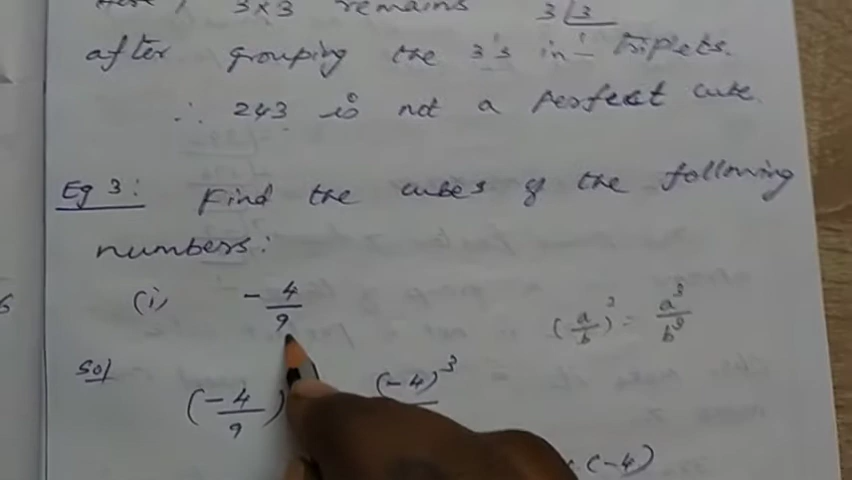 3×3 remains 3 | 3
after grouping the 3's in triplets.
∴ 243 is not a perfect cube.
Eg 3: Find the cubes of the following
numbers:
(i) - 4/9 (a/b)³ = a³/b³
Sol
(-4/9) (-4)³
× (-4)